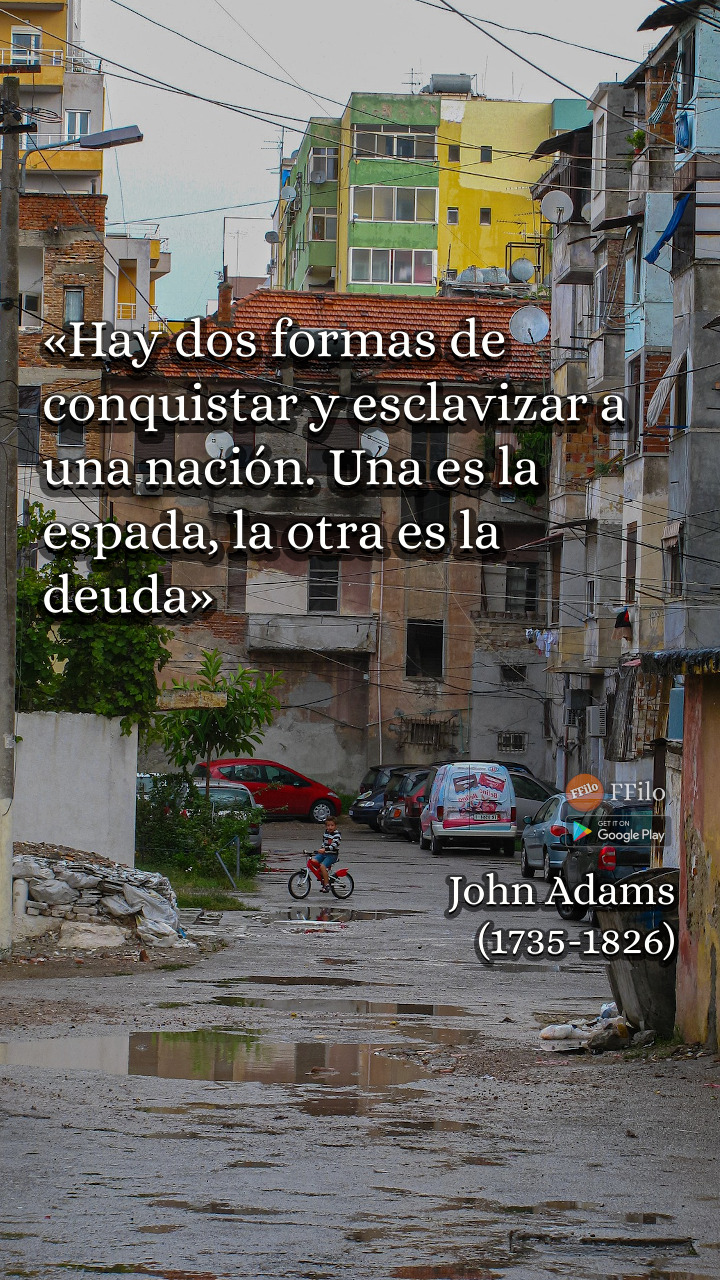 «Hay dos formas de
conquistar y esclavizar a
una nación. Una es la
espada, la otra es la
deuda»
FFilo FFilo
GET IT ON
Google Play
John Adams
(1735-1826)